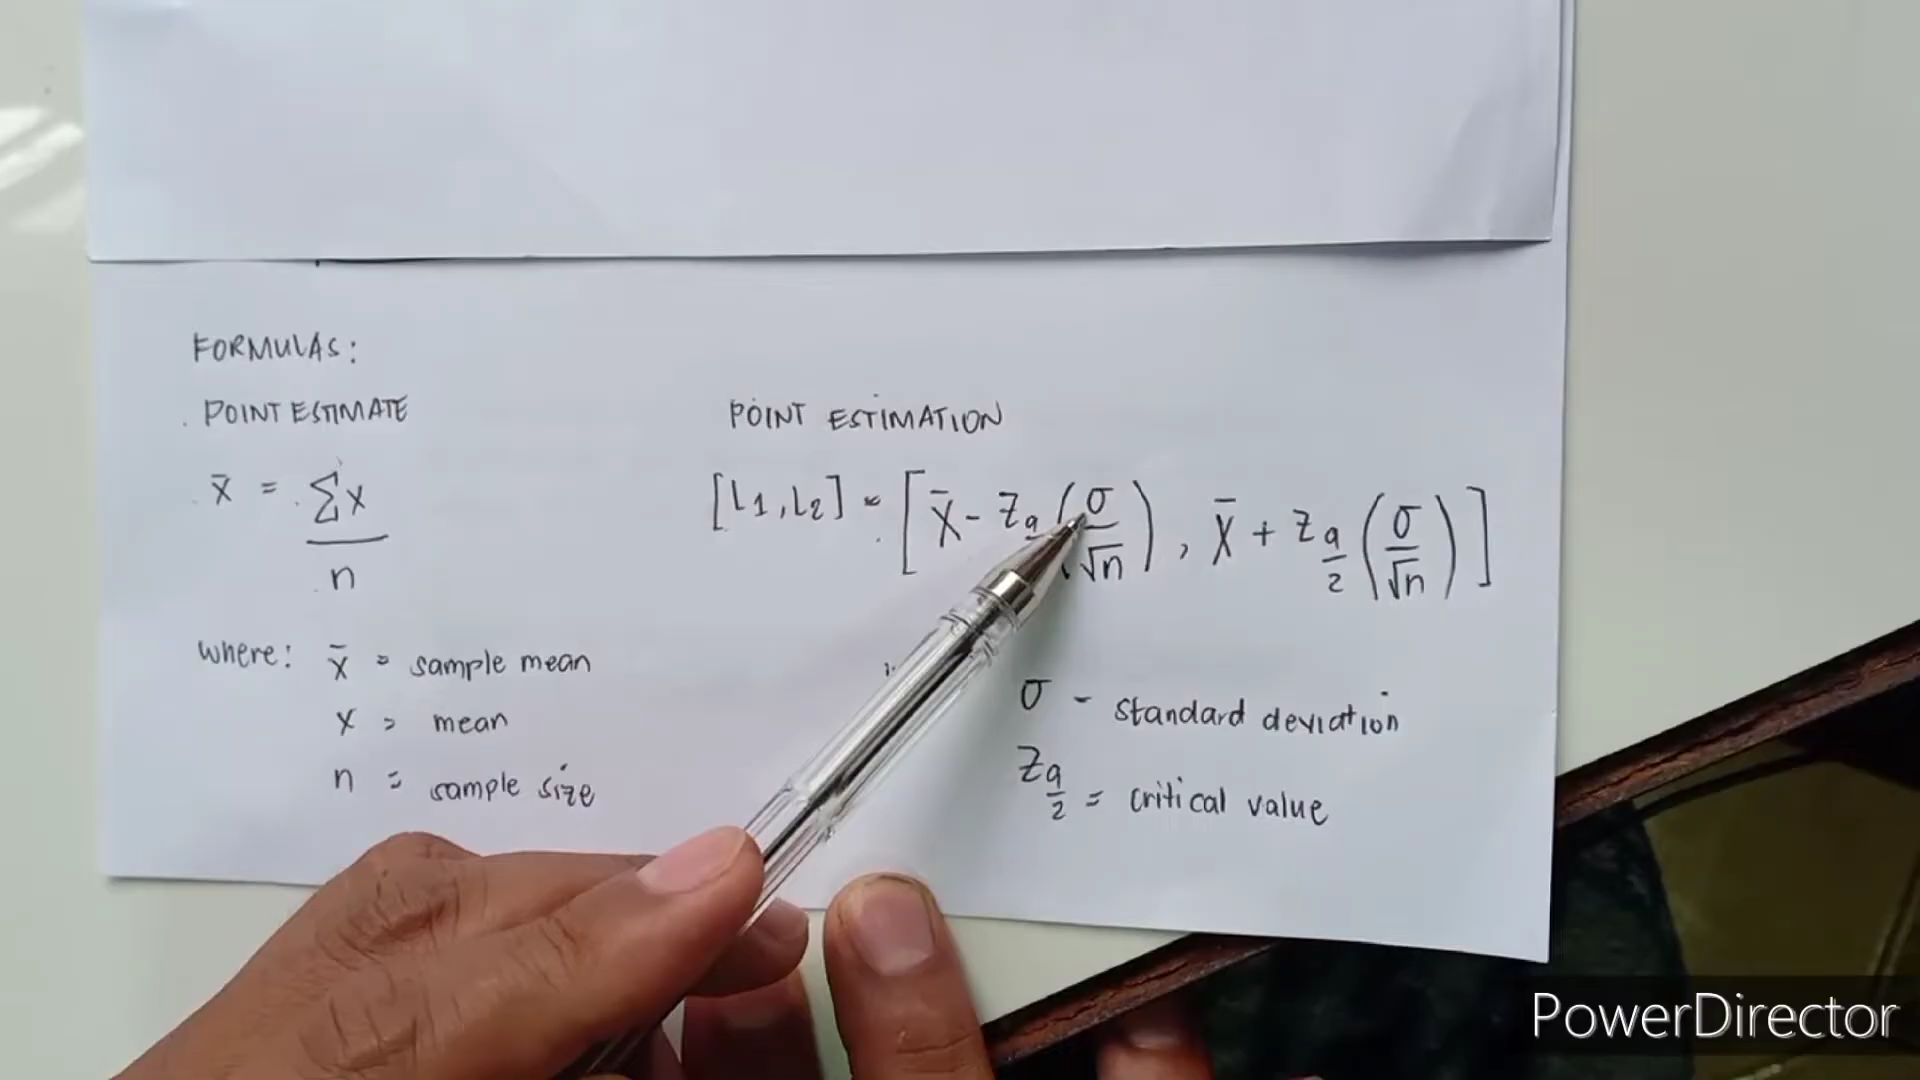 FORMULAS:
POINT ESTIMATE
x̄ = Σx / n
where: x̄ = sample mean
x = mean
n = sample size
POINT ESTIMATION
[L1, L2] = [x̄ - Za (σ/√n), x̄ + Za/2 (σ/√n)]
σ - standard deviation
Za/2 = critical value
PowerDirector